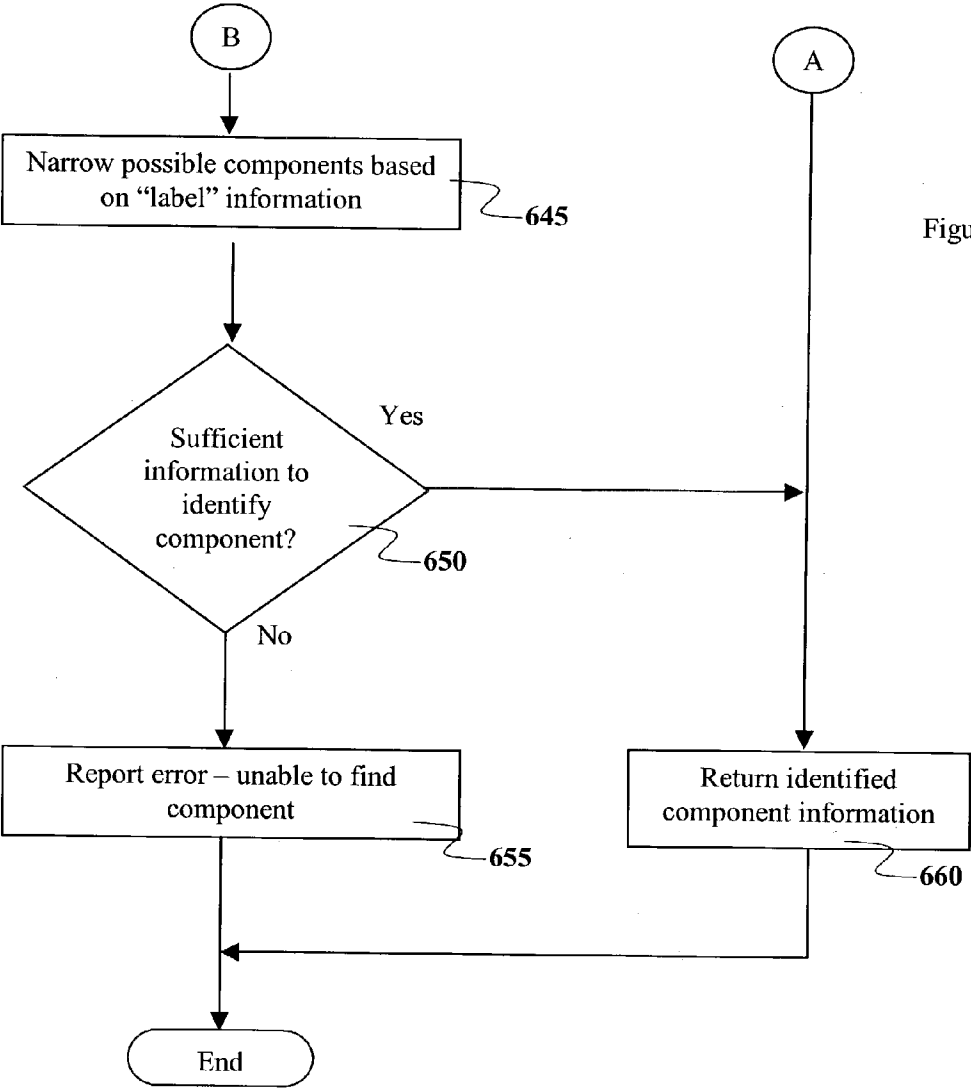 B
A
Narrow possible components based
on “label” information
645
Figu
Yes
Sufficient
information to
identify
component?
650
No
Report error – unable to find
component
655
Return identified
component information
660
End